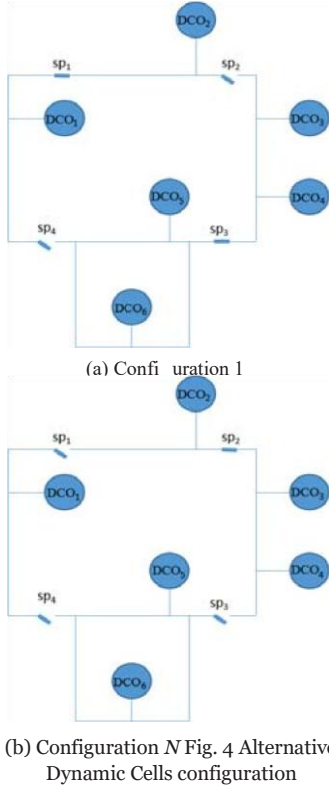 DCO₂
sp₁
sp₂
DCO₁
DCO₃
DCO₅
DCO₄
sp₄
sp₃
DCO₆
(a) Confi uration 1
DCO₂
sp₁
sp₂
DCO₁
DCO₃
DCO₅
DCO₄
sp₄
sp₃
DCO₆
(b) Configuration N Fig. 4 Alternative
Dynamic Cells configuration